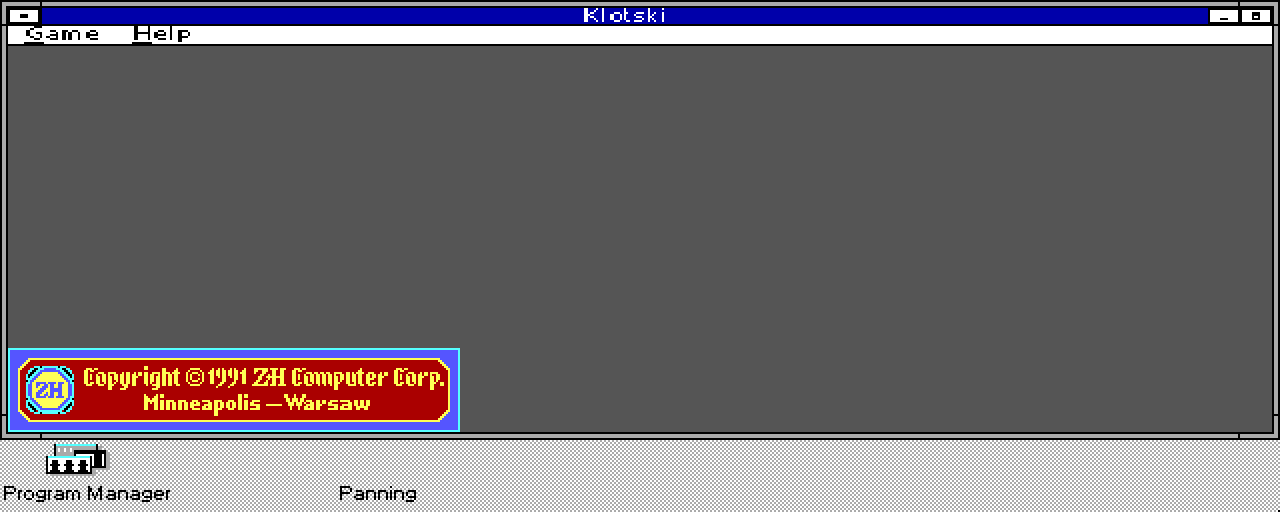 Klotski
Game Help
ZH
Copyright © 1991 ZH Computer Corp.
Minneapolis — Warsaw
Program Manager
Panning